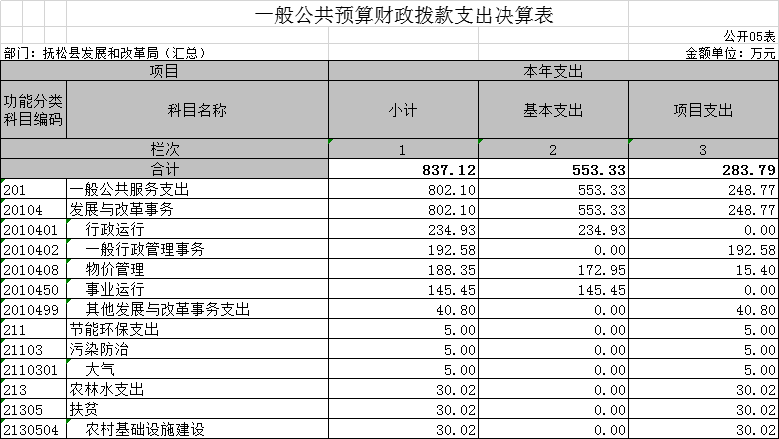 一般公共预算财政拨款支出决算表
公开05表
部门：抚松县发展和改革局（汇总） 金额单位：万元
项目 本年支出
功能分类科目编码 科目名称 小计 基本支出 项目支出
栏次 1 2 3
合计 837.12 553.33 283.79
201 一般公共服务支出 802.10 553.33 248.77
20104 发展与改革事务 802.10 553.33 248.77
2010401 行政运行 234.93 234.93 0.00
2010402 一般行政管理事务 192.58 0.00 192.58
2010408 物价管理 188.35 172.95 15.40
2010450 事业运行 145.45 145.45 0.00
2010499 其他发展与改革事务支出 40.80 0.00 40.80
211 节能环保支出 5.00 0.00 5.00
21103 污染防治 5.00 0.00 5.00
2110301 大气 5.00 0.00 5.00
213 农林水支出 30.02 0.00 30.02
21305 扶贫 30.02 0.00 30.02
2130504 农村基础设施建设 30.02 0.00 30.02